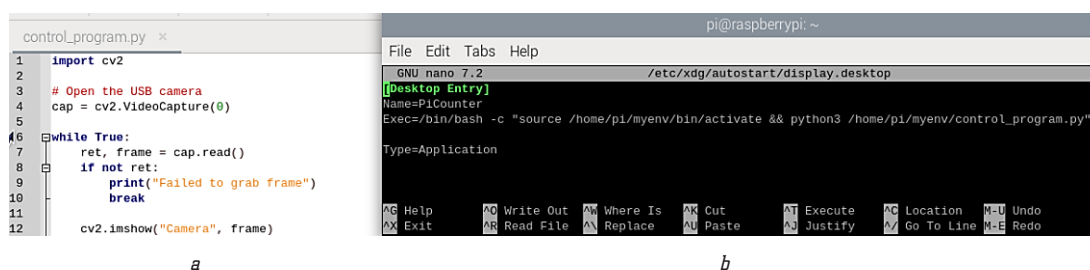 control_program.py ×
1 import cv2
2
3 # Open the USB camera
4 cap = cv2.VideoCapture(0)
5
6 while True:
7 ret, frame = cap.read()
8 if not ret:
9 print("Failed to grab frame")
10 break
11
12 cv2.imshow("Camera", frame)
a
pi@raspberrypi: ~
File Edit Tabs Help
GNU nano 7.2 /etc/xdg/autostart/display.desktop
[Desktop Entry]
Name=PiCounter
Exec=/bin/bash -c "source /home/pi/myenv/bin/activate && python3 /home/pi/myenv/control_program.py"
Type=Application
^G Help ^O Write Out ^W Where Is ^K Cut ^T Execute ^C Location M-U Undo
^X Exit ^R Read File ^\ Replace ^U Paste ^J Justify ^/ Go To Line M-E Redo
b